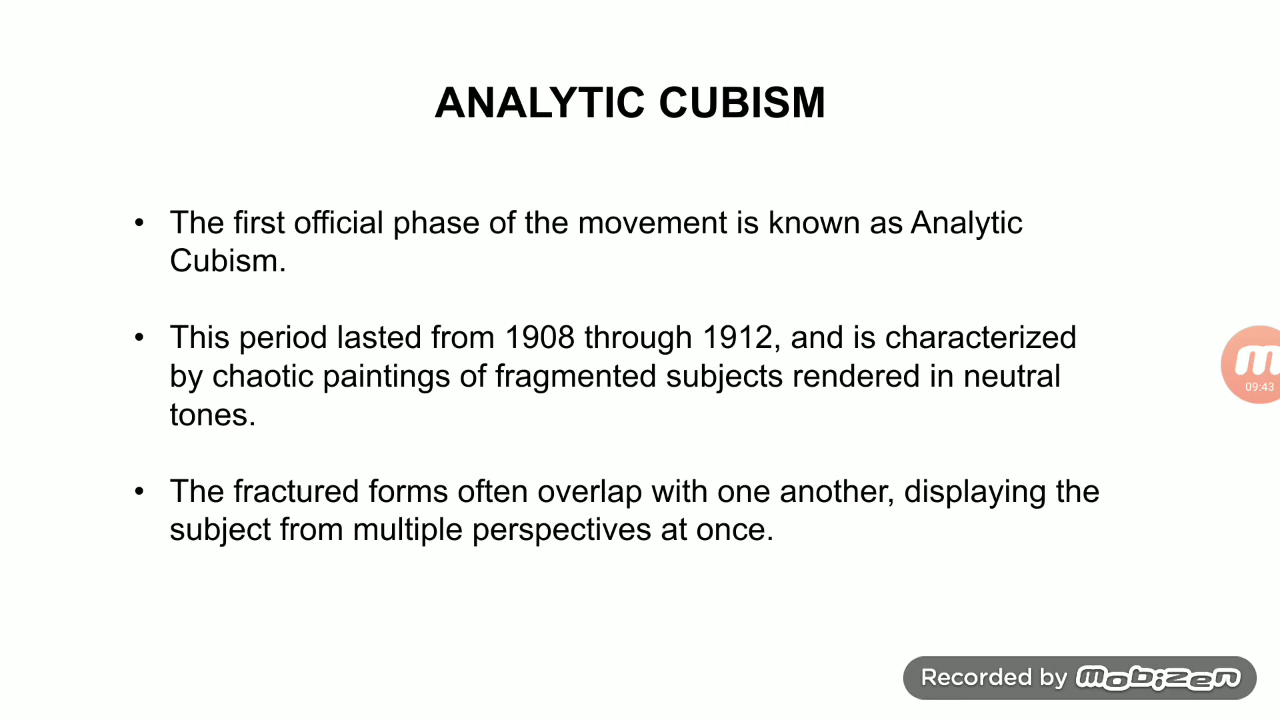 ANALYTIC CUBISM
• The first official phase of the movement is known as Analytic
Cubism.
• This period lasted from 1908 through 1912, and is characterized
by chaotic paintings of fragmented subjects rendered in neutral
tones.
m
09:43
• The fractured forms often overlap with one another, displaying the
subject from multiple perspectives at once.
Recorded by mobizen